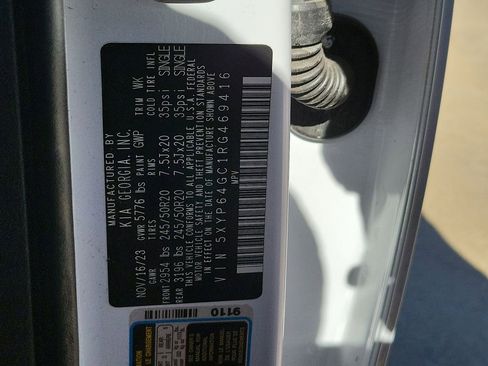 MANUFACTURED BY
KIA GEORGIA, INC.
NOV/16/23 GVWR 5776 lbs PAINT GWP TRIM WK
GAWR TIRES RIMS COLD TIRE INFL
FRONT 2954 lbs 245/50R20 7.5Jx20 35psi SINGLE
REAR 3196 lbs 245/50R20 7.5Jx20 35psi SINGLE
THIS VEHICLE CONFORMS TO ALL APPLICABLE U.S.A. FEDERAL
MOTOR VEHICLE SAFETY AND THEFT PREVENTION STANDARDS
IN EFFECT ON THE DATE OF MANUFACTURE SHOWN ABOVE
VIN 5XYP64GC1RG469416
MPV
9110